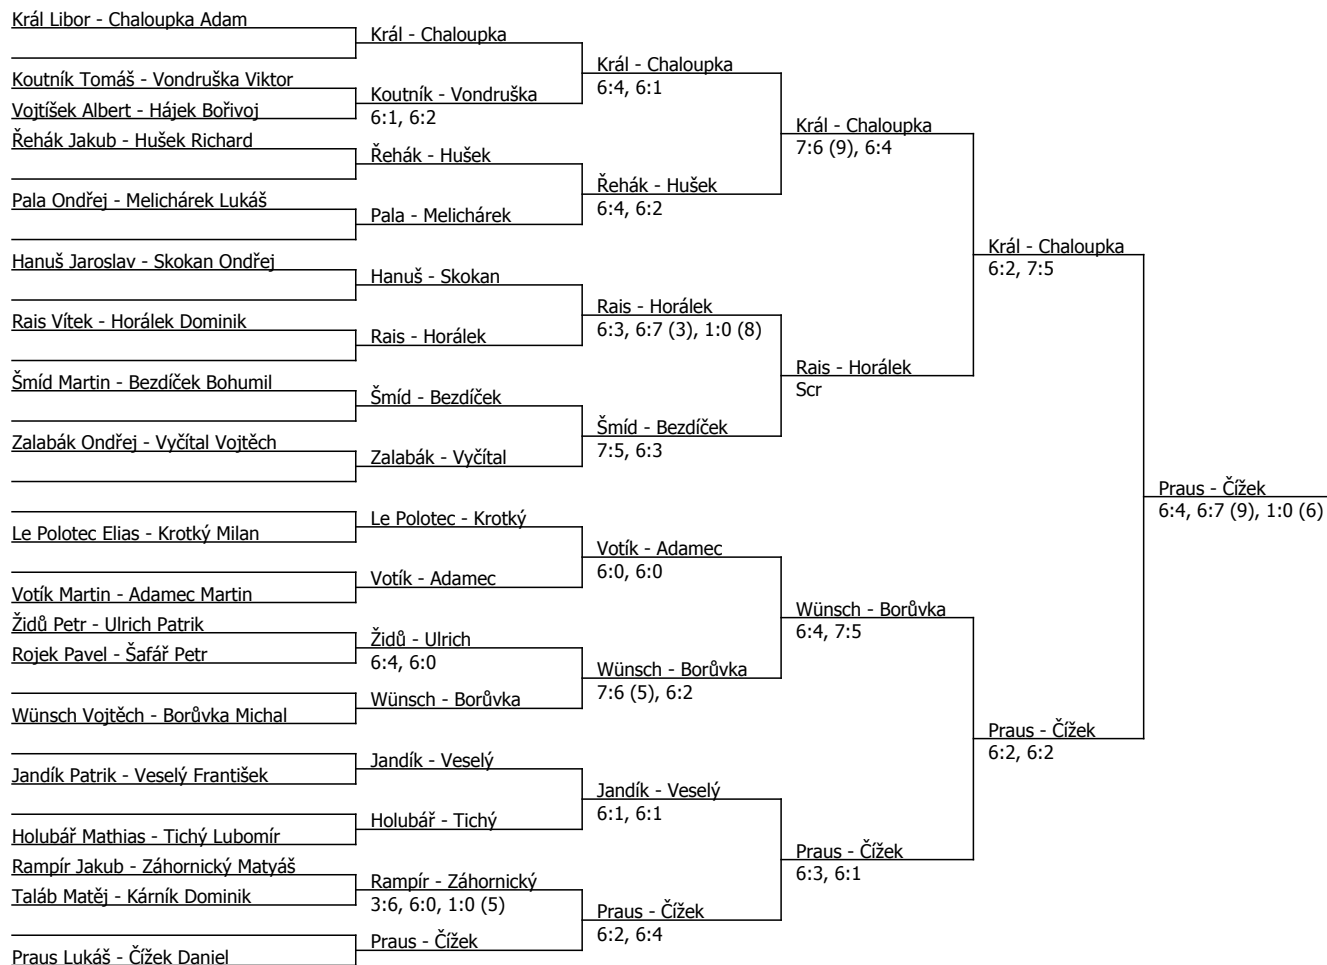 Král Libor - Chaloupka Adam
Koutník Tomáš - Vondruška Viktor
Vojtíšek Albert - Hájek Bořivoj
Řehák Jakub - Hušek Richard
Pala Ondřej - Melichárek Lukáš
Hanuš Jaroslav - Skokan Ondřej
Rais Vítek - Horálek Dominik
Šmíd Martin - Bezdíček Bohumil
Zalabák Ondřej - Vyčítal Vojtěch
Le Polotec Elias - Krotký Milan
Votík Martin - Adamec Martin
Židů Petr - Ulrich Patrik
Rojek Pavel - Šafář Petr
Wünsch Vojtěch - Borůvka Michal
Jandík Patrik - Veselý František
Holubář Mathias - Tichý Lubomír
Rampír Jakub - Záhornický Matyáš
Taláb Matěj - Kárník Dominik
Praus Lukáš - Čížek Daniel
Král - Chaloupka
Koutník - Vondruška
6:1, 6:2
Řehák - Hušek
Pala - Melichárek
Hanuš - Skokan
Rais - Horálek
Šmíd - Bezdíček
Zalabák - Vyčítal
Le Polotec - Krotký
Votík - Adamec
Židů - Ulrich
6:4, 6:0
Wünsch - Borůvka
Jandík - Veselý
Holubář - Tichý
Rampír - Záhornický
3:6, 6:0, 1:0 (5)
Praus - Čížek
Král - Chaloupka
6:4, 6:1
Řehák - Hušek
6:4, 6:2
Rais - Horálek
6:3, 6:7 (3), 1:0 (8)
Šmíd - Bezdíček
7:5, 6:3
Votík - Adamec
6:0, 6:0
Wünsch - Borůvka
7:6 (5), 6:2
Jandík - Veselý
6:1, 6:1
Praus - Čížek
6:2, 6:4
Král - Chaloupka
7:6 (9), 6:4
Rais - Horálek
Scr
Wünsch - Borůvka
6:4, 7:5
Praus - Čížek
6:3, 6:1
Král - Chaloupka
6:2, 7:5
Praus - Čížek
6:2, 6:2
Praus - Čížek
6:4, 6:7 (9), 1:0 (6)